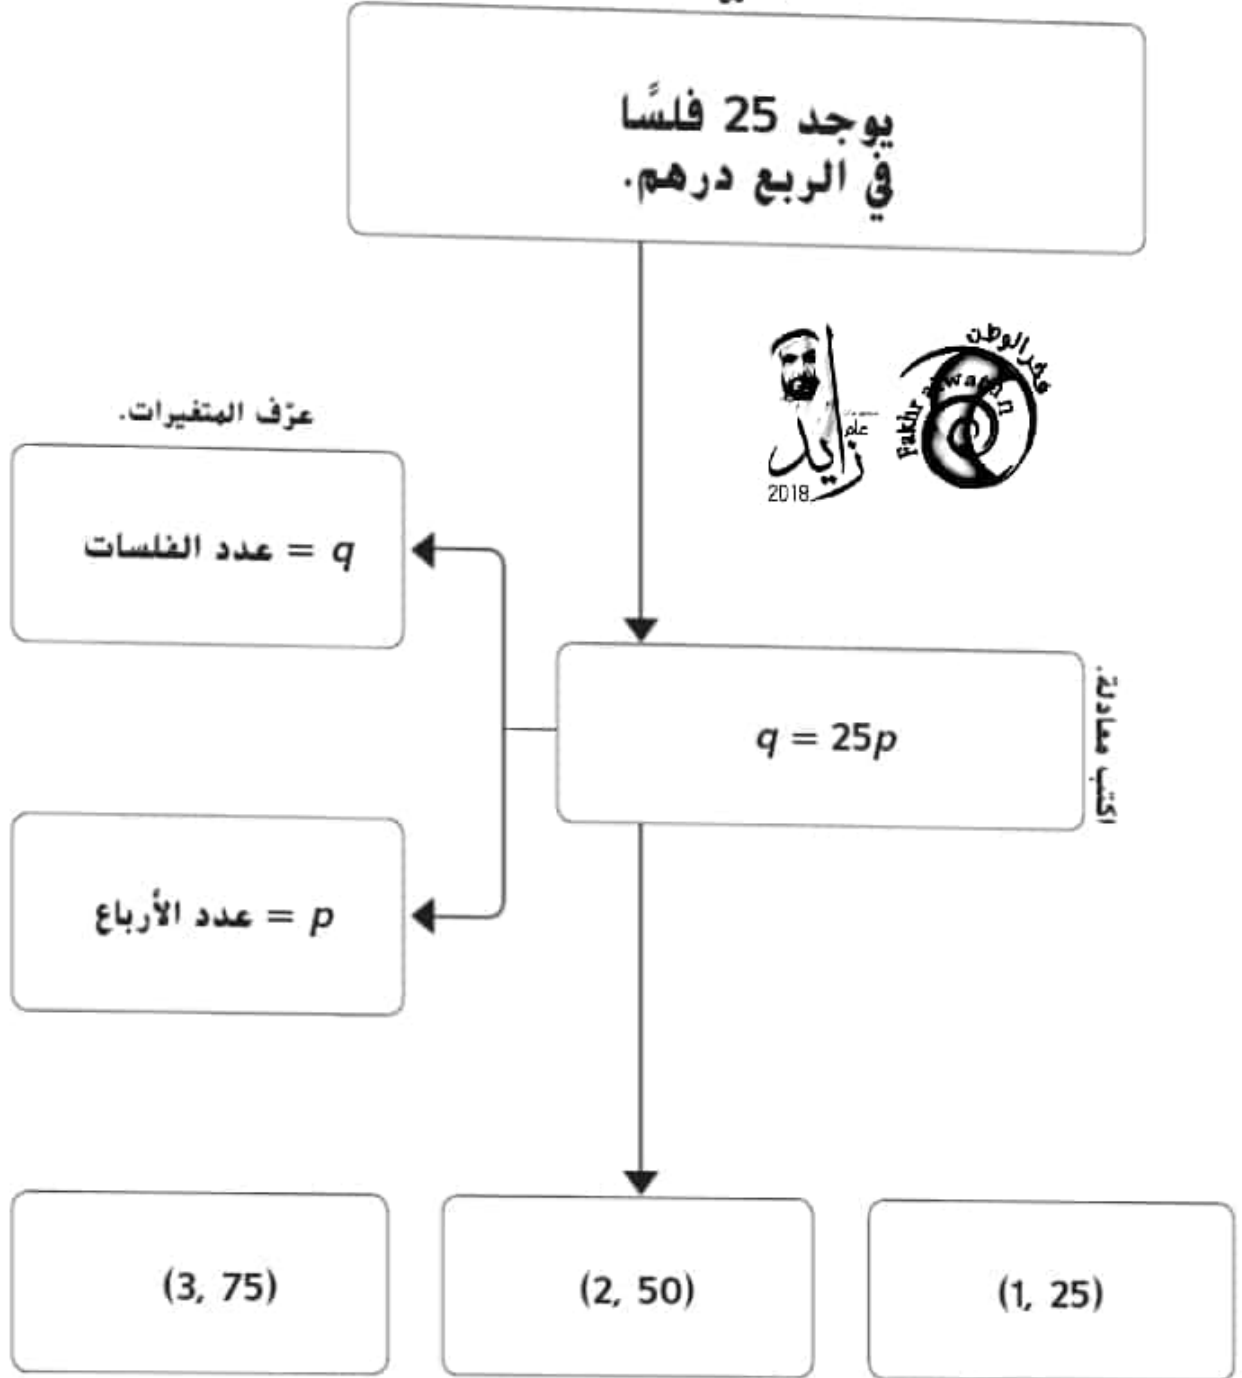 يوجد 25 فلسًا
في الربع درهم.
فخر الوطن
Fakhr alwatan
عام
زايد
2018
عرّف المتغيرات.
q = عدد الفلسات
q = 25p
اكتب معادلة.
p = عدد الأرباع
(1, 25)
(2, 50)
(3, 75)